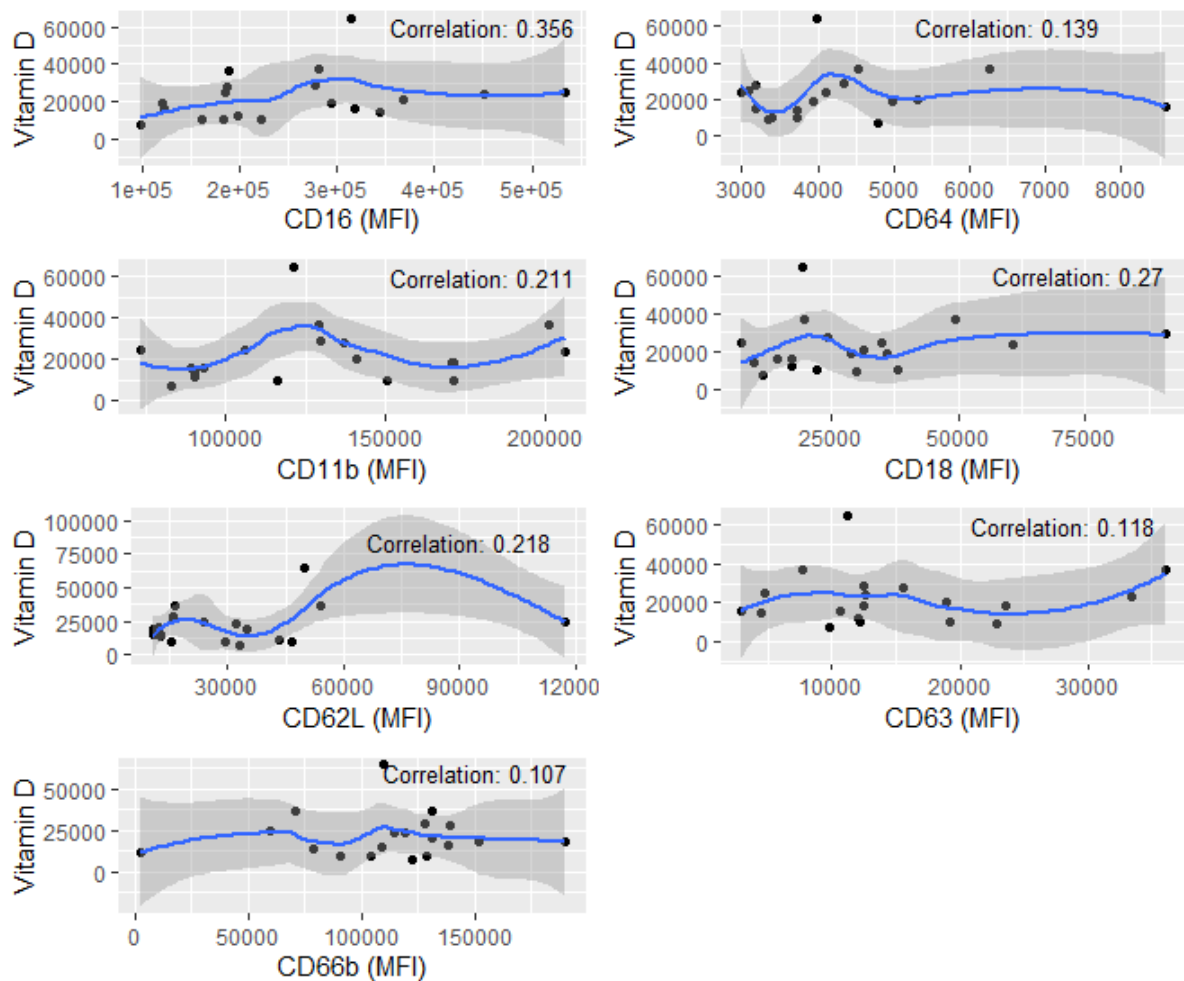 Vitamin D
60000
40000
20000
0
Correlation: 0.356
1e+05
2e+05
3e+05
4e+05
5e+05
CD16 (MFI)
Vitamin D
60000
40000
20000
0
Correlation: 0.139
3000
4000
5000
6000
7000
8000
CD64 (MFI)
Vitamin D
60000
40000
20000
0
Correlation: 0.211
100000
150000
200000
CD11b (MFI)
Vitamin D
60000
40000
20000
0
Correlation: 0.27
25000
50000
75000
CD18 (MFI)
Vitamin D
100000
75000
50000
25000
0
Correlation: 0.218
30000
60000
90000
12000
CD62L (MFI)
Vitamin D
60000
40000
20000
0
Correlation: 0.118
10000
20000
30000
CD63 (MFI)
Vitamin D
50000
25000
0
Correlation: 0.107
0
50000
100000
150000
CD66b (MFI)